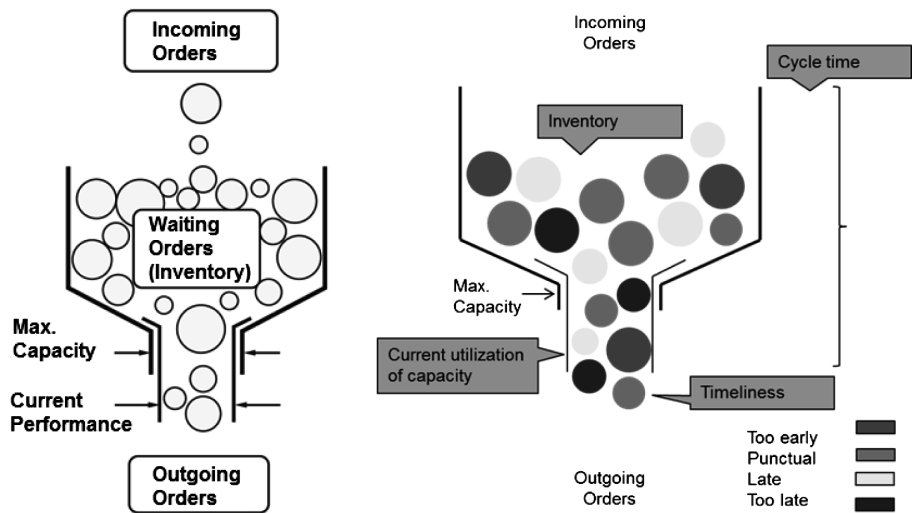 Incoming
Orders
Waiting
Orders
(Inventory)
Max.
Capacity
Current
Performance
Outgoing
Orders
Incoming
Orders
Cycle time
Inventory
Max.
Capacity
Current utilization
of capacity
Timeliness
Too early
Punctual
Late
Too late
Outgoing
Orders